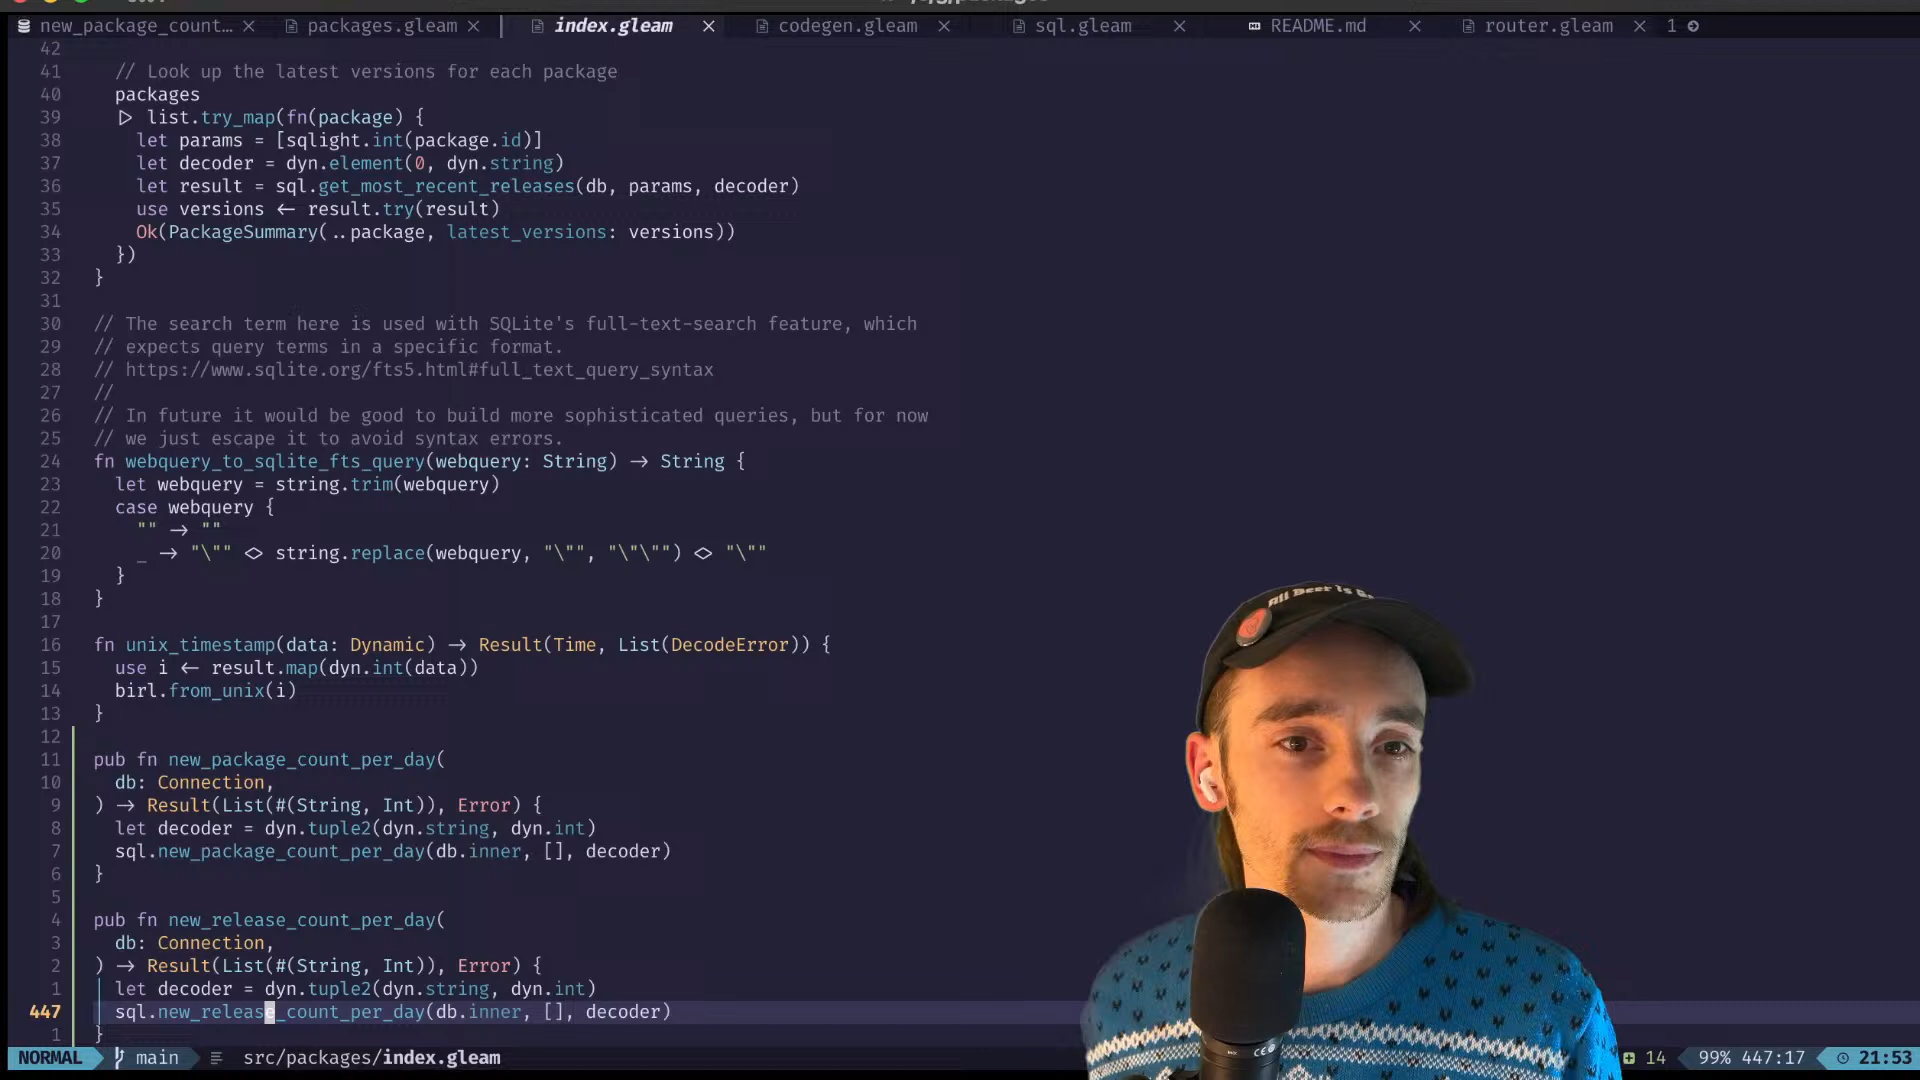 new_package_count… × packages.gleam × index.gleam × codegen.gleam × sql.gleam × README.md × router.gleam × 1
42
41 // Look up the latest versions for each package
40 packages
39 ▷ list.try_map(fn(package) {
38 let params = [sqlight.int(package.id)]
37 let decoder = dyn.element(0, dyn.string)
36 let result = sql.get_most_recent_releases(db, params, decoder)
35 use versions ← result.try(result)
34 Ok(PackageSummary(..package, latest_versions: versions))
33 })
32 }
31
30 // The search term here is used with SQLite's full-text-search feature, which
29 // expects query terms in a specific format.
28 // https://www.sqlite.org/fts5.html#full_text_query_syntax
27 //
26 // In future it would be good to build more sophisticated queries, but for now
25 // we just escape it to avoid syntax errors.
24 fn webquery_to_sqlite_fts_query(webquery: String) → String {
23 let webquery = string.trim(webquery)
22 case webquery {
21 "" → ""
20 _ → "\"" <> string.replace(webquery, "\"", "\"\"") <> "\""
19 }
18 }
17
16 fn unix_timestamp(data: Dynamic) → Result(Time, List(DecodeError)) {
15 use i ← result.map(dyn.int(data))
14 birl.from_unix(i)
13 }
12
11 pub fn new_package_count_per_day(
10 db: Connection,
9 ) → Result(List(#(String, Int)), Error) {
8 let decoder = dyn.tuple2(dyn.string, dyn.int)
7 sql.new_package_count_per_day(db.inner, [], decoder)
6 }
5
4 pub fn new_release_count_per_day(
3 db: Connection,
2 ) → Result(List(#(String, Int)), Error) {
1 let decoder = dyn.tuple2(dyn.string, dyn.int)
447 sql.new_release_count_per_day(db.inner, [], decoder)
1 }
NORMAL main src/packages/index.gleam 14 99% 447:17 21:53